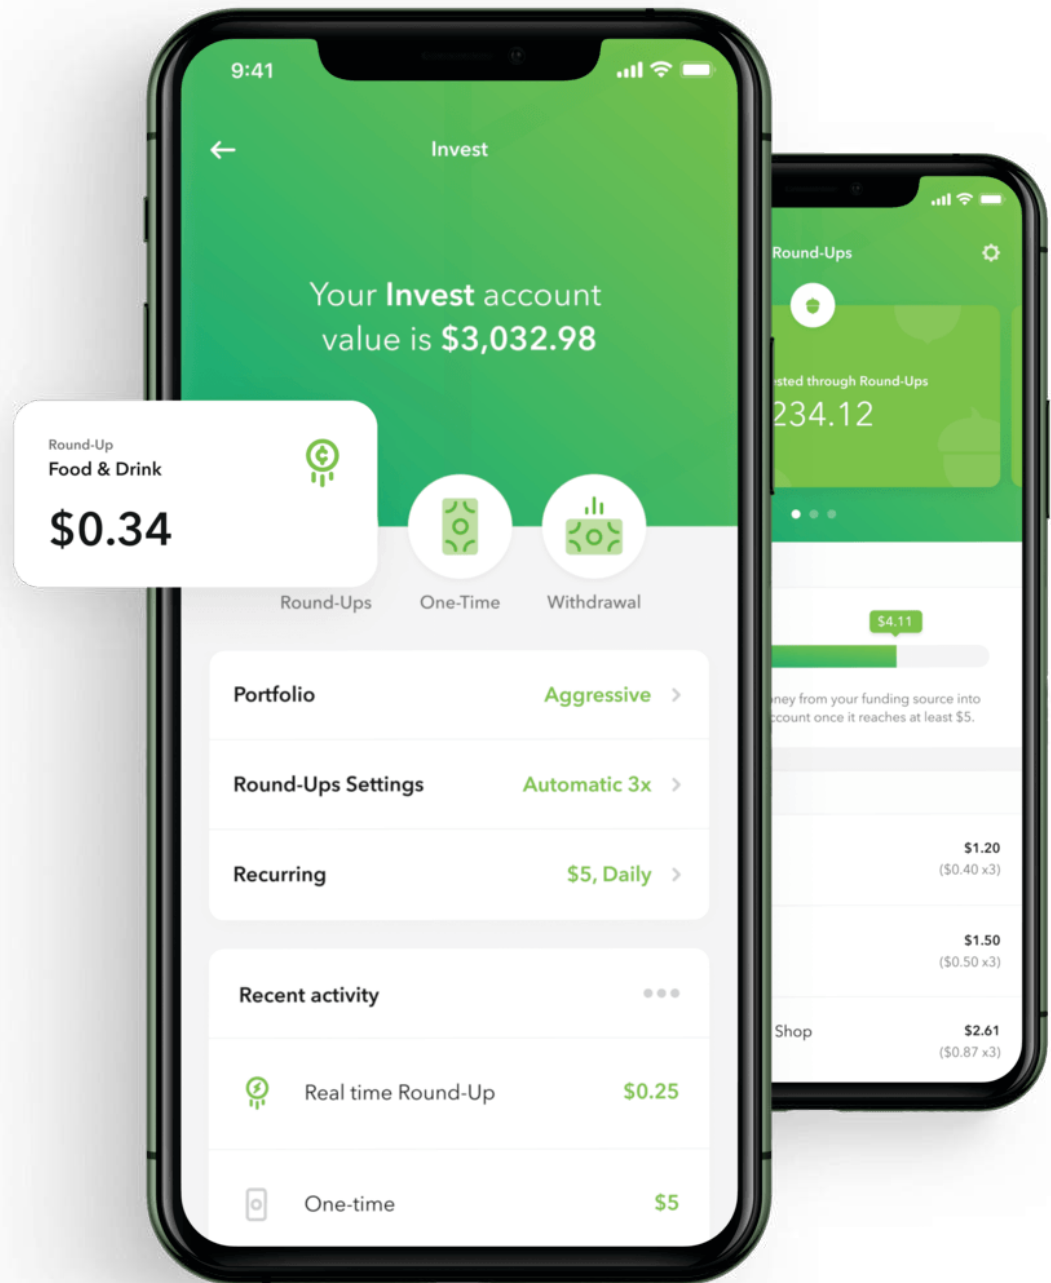 9:41
Invest
Your Invest account
value is $3,032.98
Round-Up
Food & Drink
$0.34
Round-Ups
One-Time
Withdrawal
Portfolio
Aggressive
Round-Ups Settings
Automatic 3x
Recurring
$5, Daily
Recent activity
Real time Round-Up
$0.25
One-time
$5
Round-Ups
through Round-Ups
234.12
$4.11
from your funding source into
once it reaches at least $5.
$1.20
($0.40 x3)
$1.50
($0.50 x3)
Shop
$2.61
($0.87 x3)